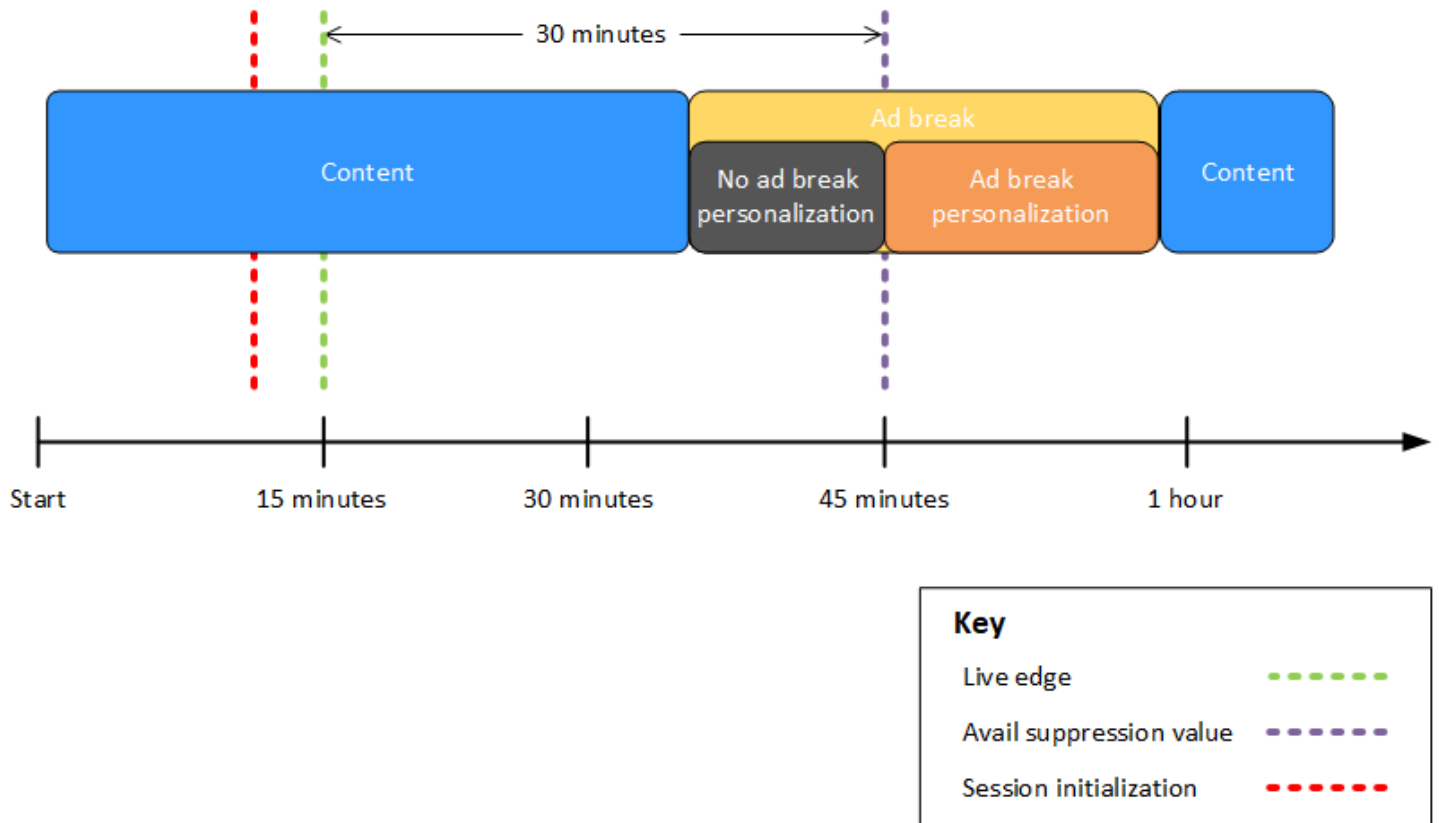 30 minutes
Ad break
Content
No ad break
personalization
Ad break
personalization
Content
Start
15 minutes
30 minutes
45 minutes
1 hour
Key
Live edge
Avail suppression value
Session initialization